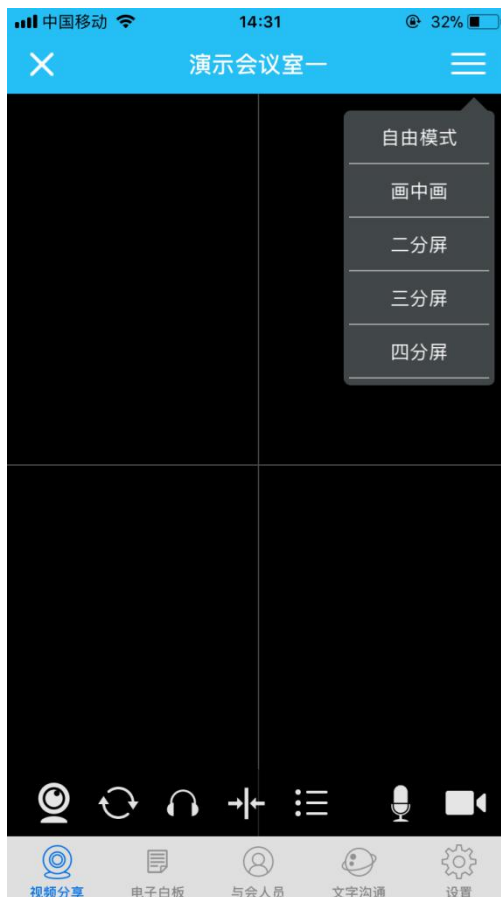 中国移动 14:31 32%
演示会议室一
自由模式
画中画
二分屏
三分屏
四分屏
视频分享 电子白板 与会人员 文字沟通 设置